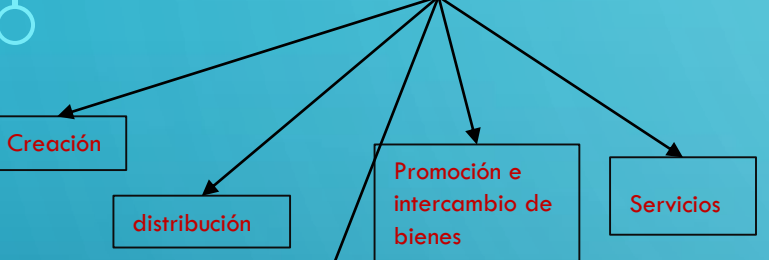 Creación
distribución
Promoción e
intercambio de
bienes
Servicios